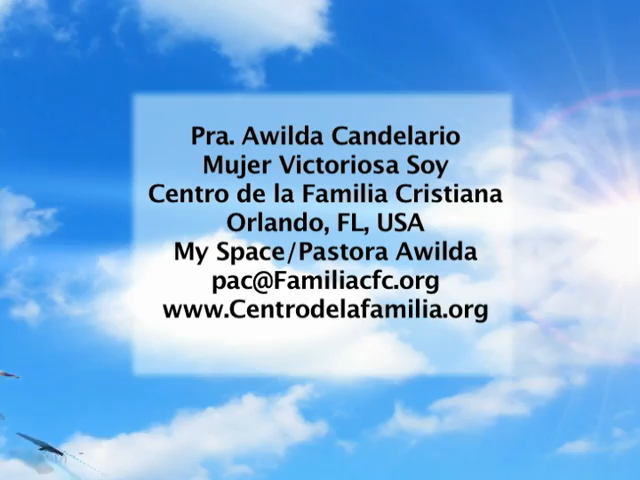 Pra. Awilda Candelario
Mujer Victoriosa Soy
Centro de la Familia Cristiana
Orlando, FL, USA
My Space/Pastora Awilda
pac@Familiacfc.org
www.Centrodelafamilia.org